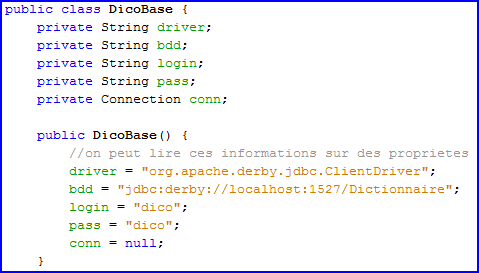 public class DicoBase {
    private String driver;
    private String bdd;
    private String login;
    private String pass;
    private Connection conn;

    public DicoBase() {
        //on peut lire ces informations sur des proprietes
        driver = "org.apache.derby.jdbc.ClientDriver";
        bdd = "jdbc:derby://localhost:1527/Dictionnaire";
        login = "dico";
        pass = "dico";
        conn = null;
    }